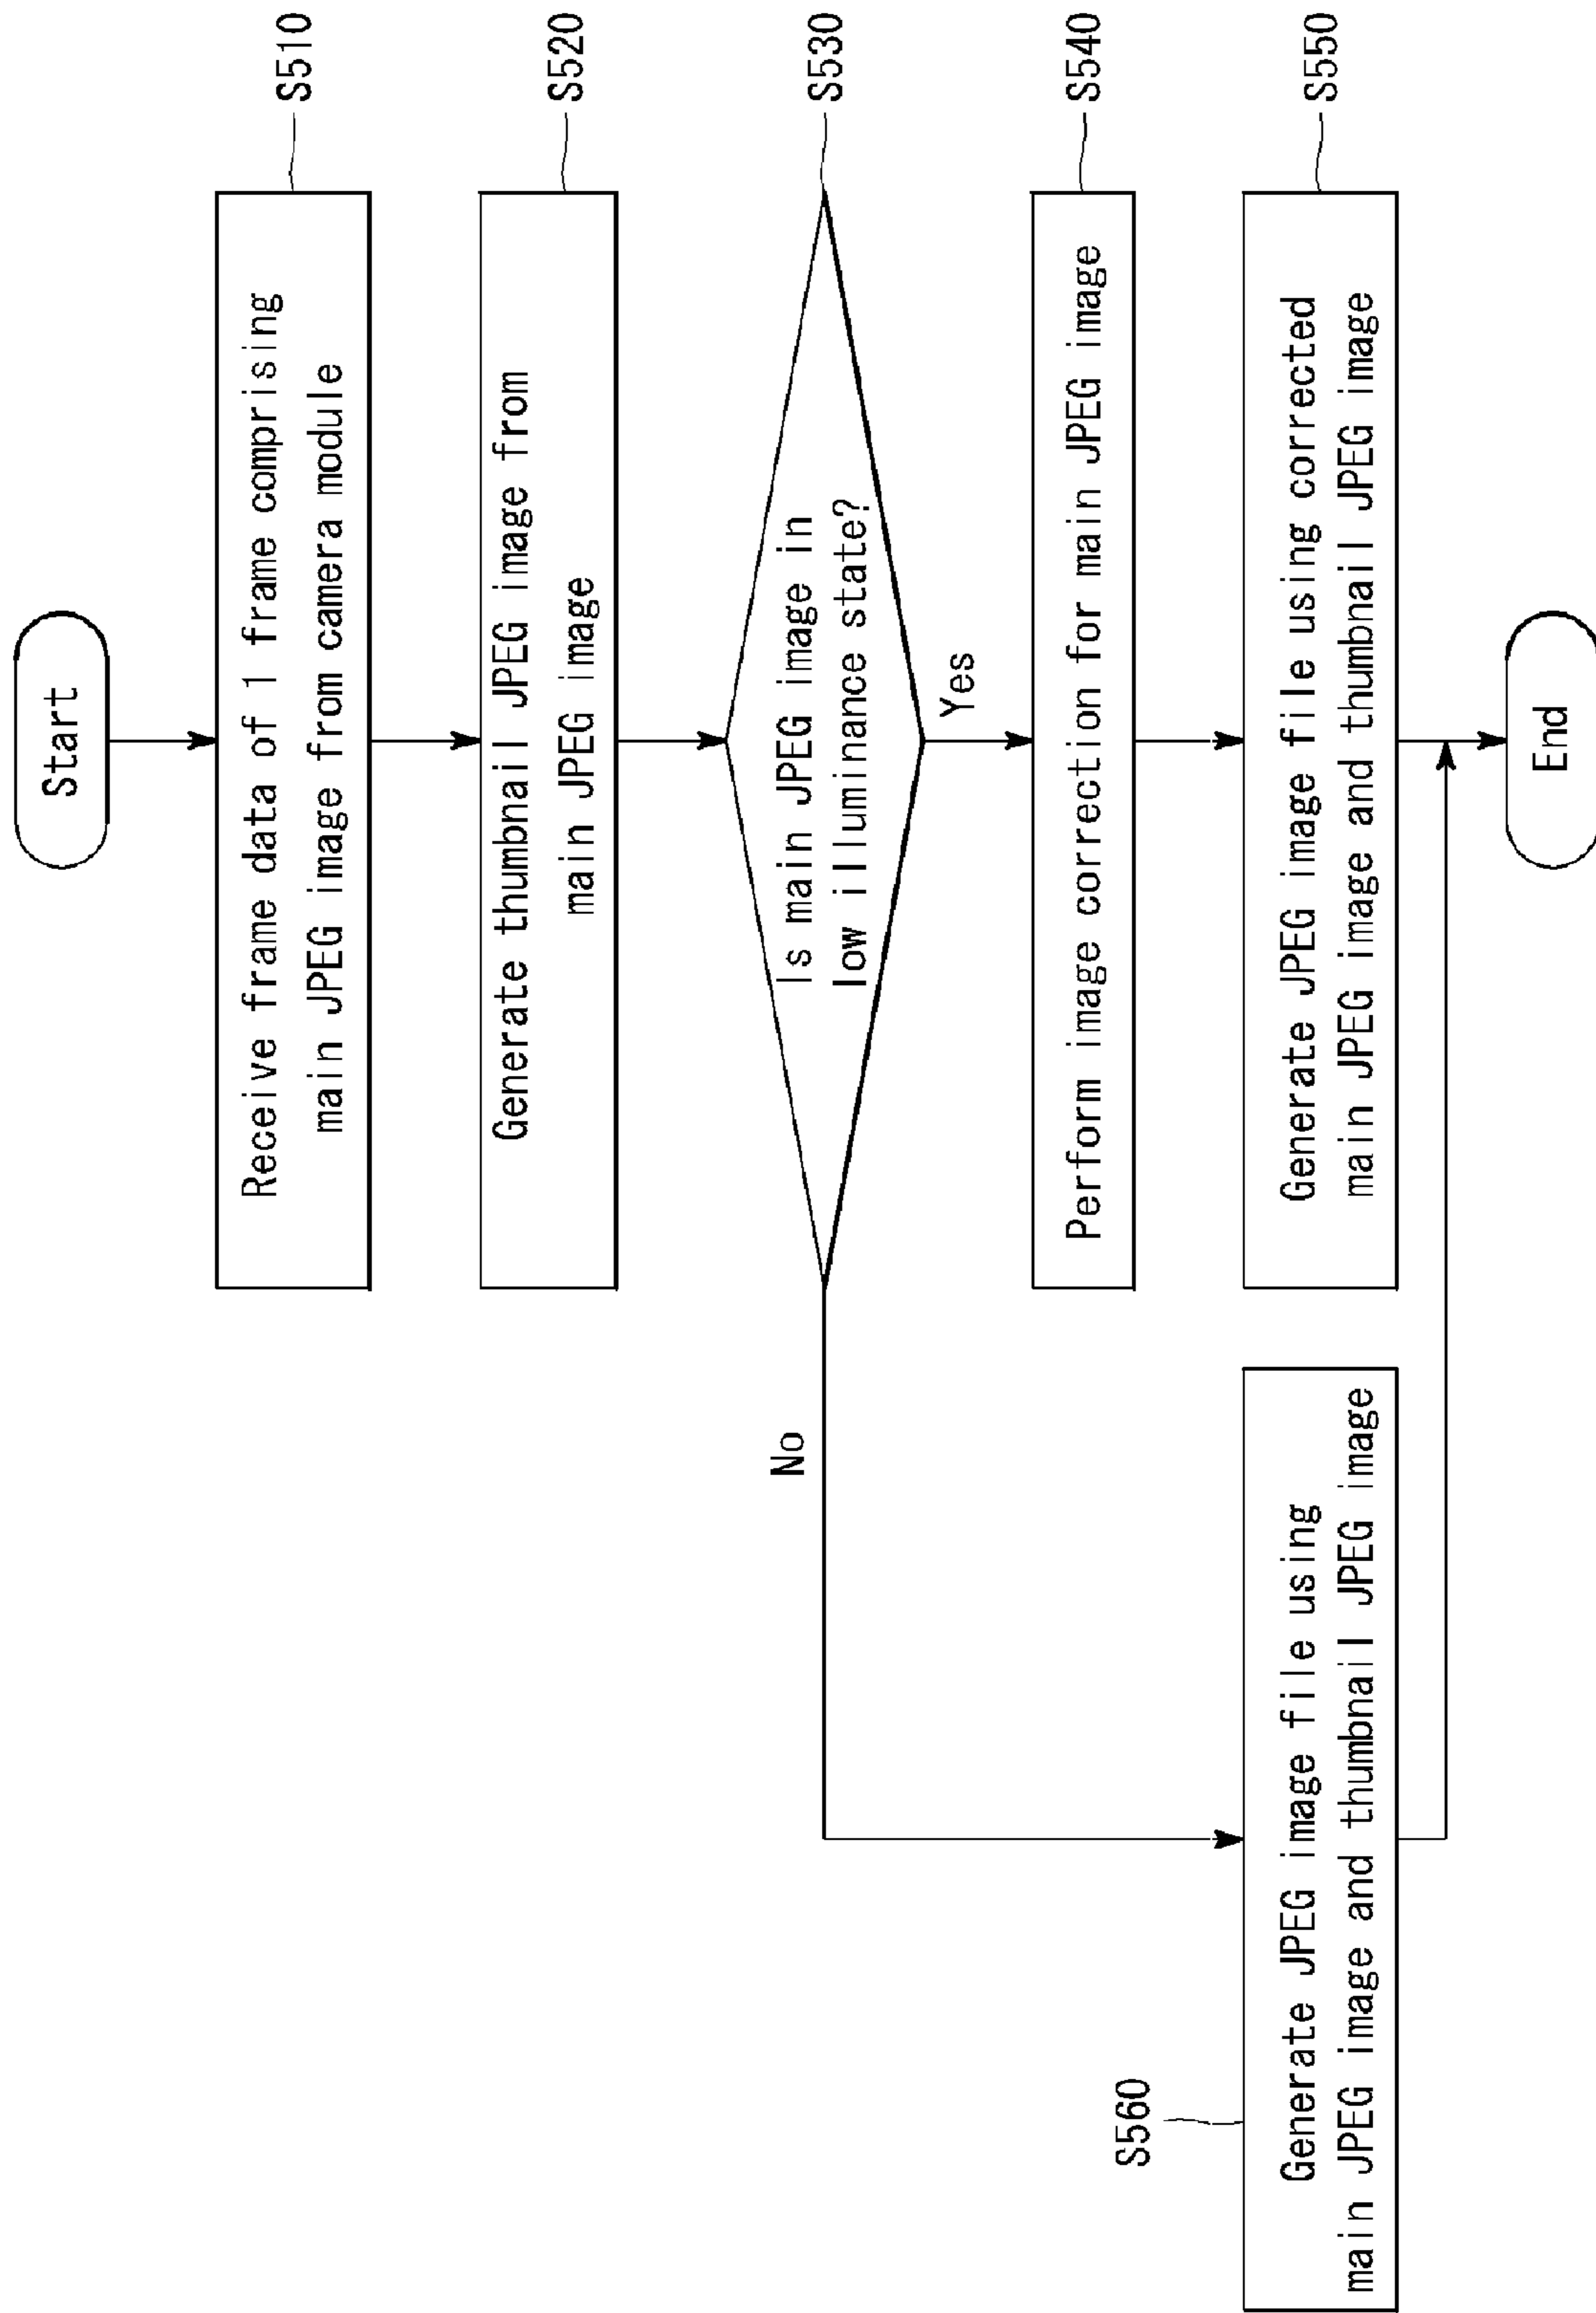 Start
Receive frame data of 1 frame comprising
main JPEG image from camera module
S510
Generate thumbnail JPEG image from
main JPEG image
S520
Is main JPEG image in
low illuminance state?
S530
No
Yes
Perform image correction for main JPEG image
S540
S560
Generate JPEG image file using
main JPEG image and thumbnail JPEG image
Generate JPEG image file using corrected
main JPEG image and thumbnail JPEG image
S550
End